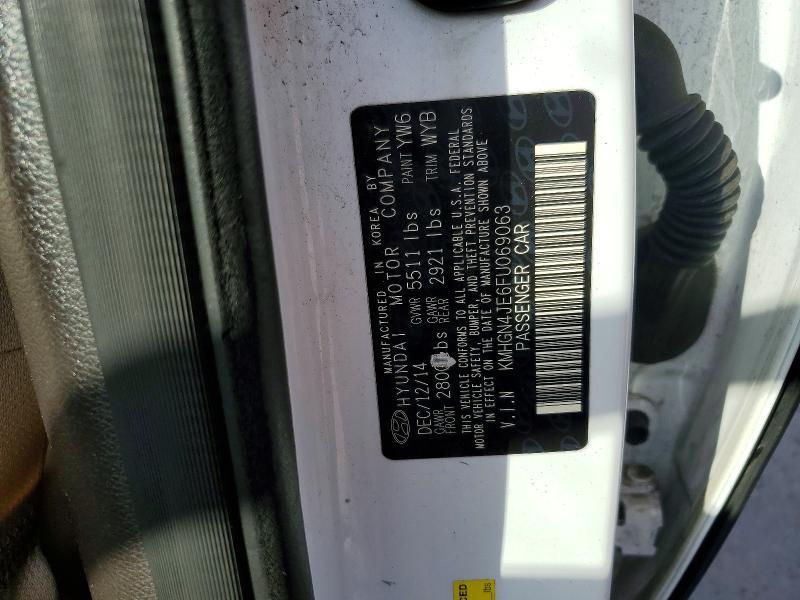 MANUFACTURED IN KOREA BY
HYUNDAI MOTOR COMPANY
DEC/12/14 GVWR 5511 lbs PAINT YW6
GAWR FRONT 280 lbs GAWR REAR 2921 lbs TRIM WYB
THIS VEHICLE CONFORMS TO ALL APPLICABLE U.S.A. FEDERAL
MOTOR VEHICLE SAFETY, BUMPER, AND THEFT PREVENTION STANDARDS
IN EFFECT ON THE DATE OF MANUFACTURE SHOWN ABOVE
V.I.N KMHGN4JE6FU069063
PASSENGER CAR
lbs